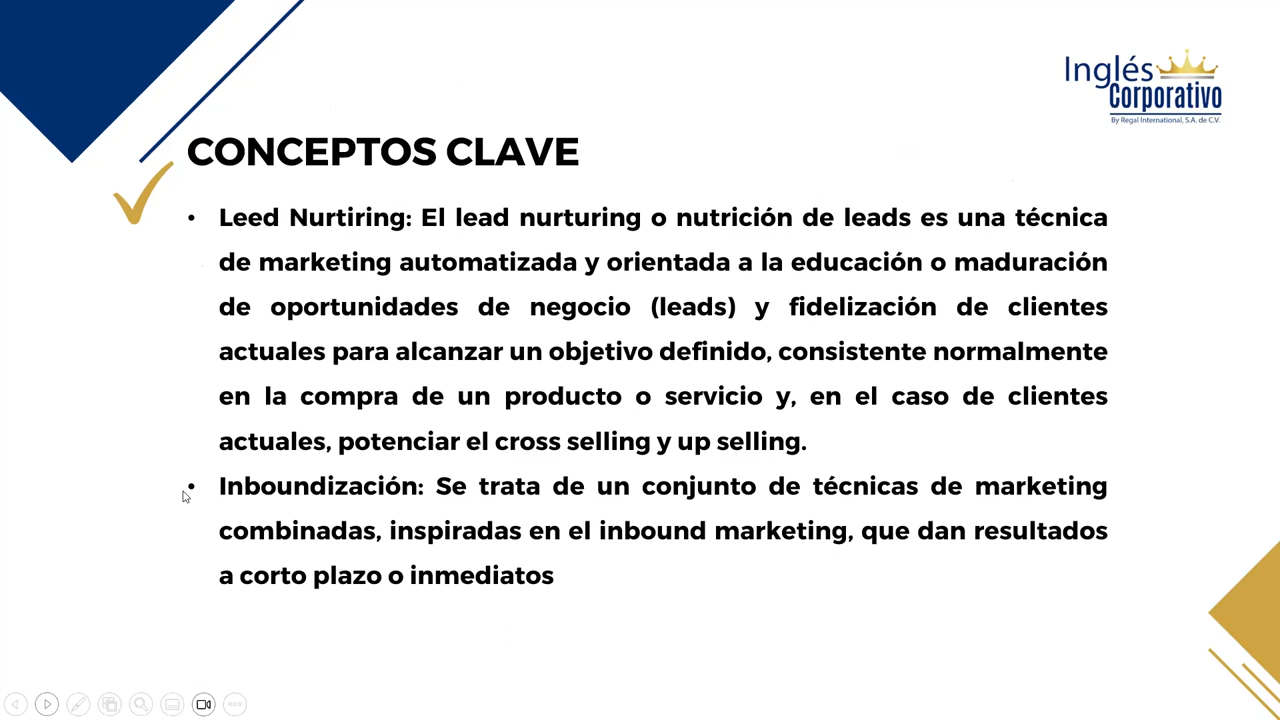 Inglés
Corporativo
By Regal International, S.A. de C.V.
CONCEPTOS CLAVE
• Leed Nurtiring: El lead nurturing o nutrición de leads es una técnica
de marketing automatizada y orientada a la educación o maduración
de oportunidades de negocio (leads) y fidelización de clientes
actuales para alcanzar un objetivo definido, consistente normalmente
en la compra de un producto o servicio y, en el caso de clientes
actuales, potenciar el cross selling y up selling.
• Inboundización: Se trata de un conjunto de técnicas de marketing
combinadas, inspiradas en el inbound marketing, que dan resultados
a corto plazo o inmediatos